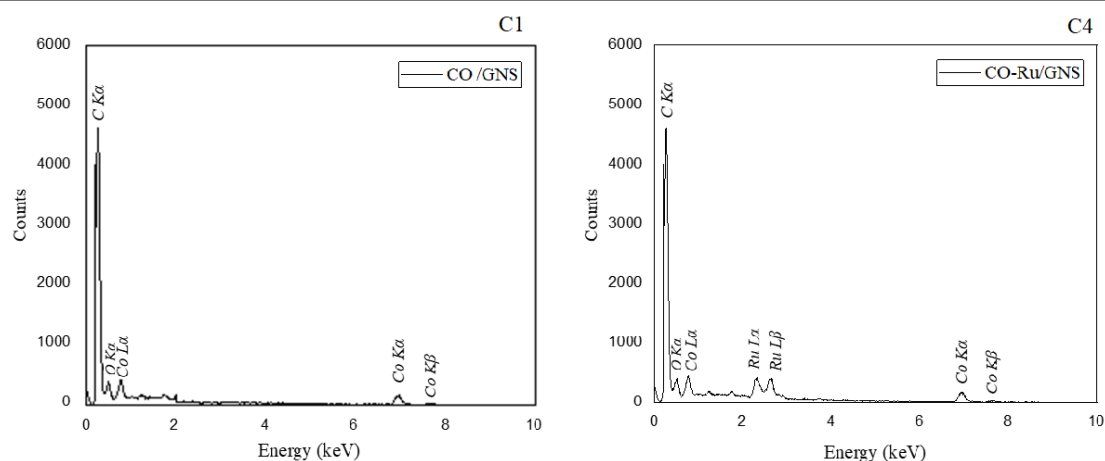 C1
6000
CO /GNS
5000
C Kα
4000
Counts
3000
2000
1000
O Kα
Co Lα
Co Kα
Co Kβ
0
0 2 4 6 8 10
Energy (keV)
C4
6000
CO-Ru/GNS
5000
C Kα
4000
Counts
3000
2000
1000
O Kα
Co Lα
Ru Lα
Ru Lβ
Co Kα
Co Kβ
0
0 2 4 6 8 10
Energy (keV)